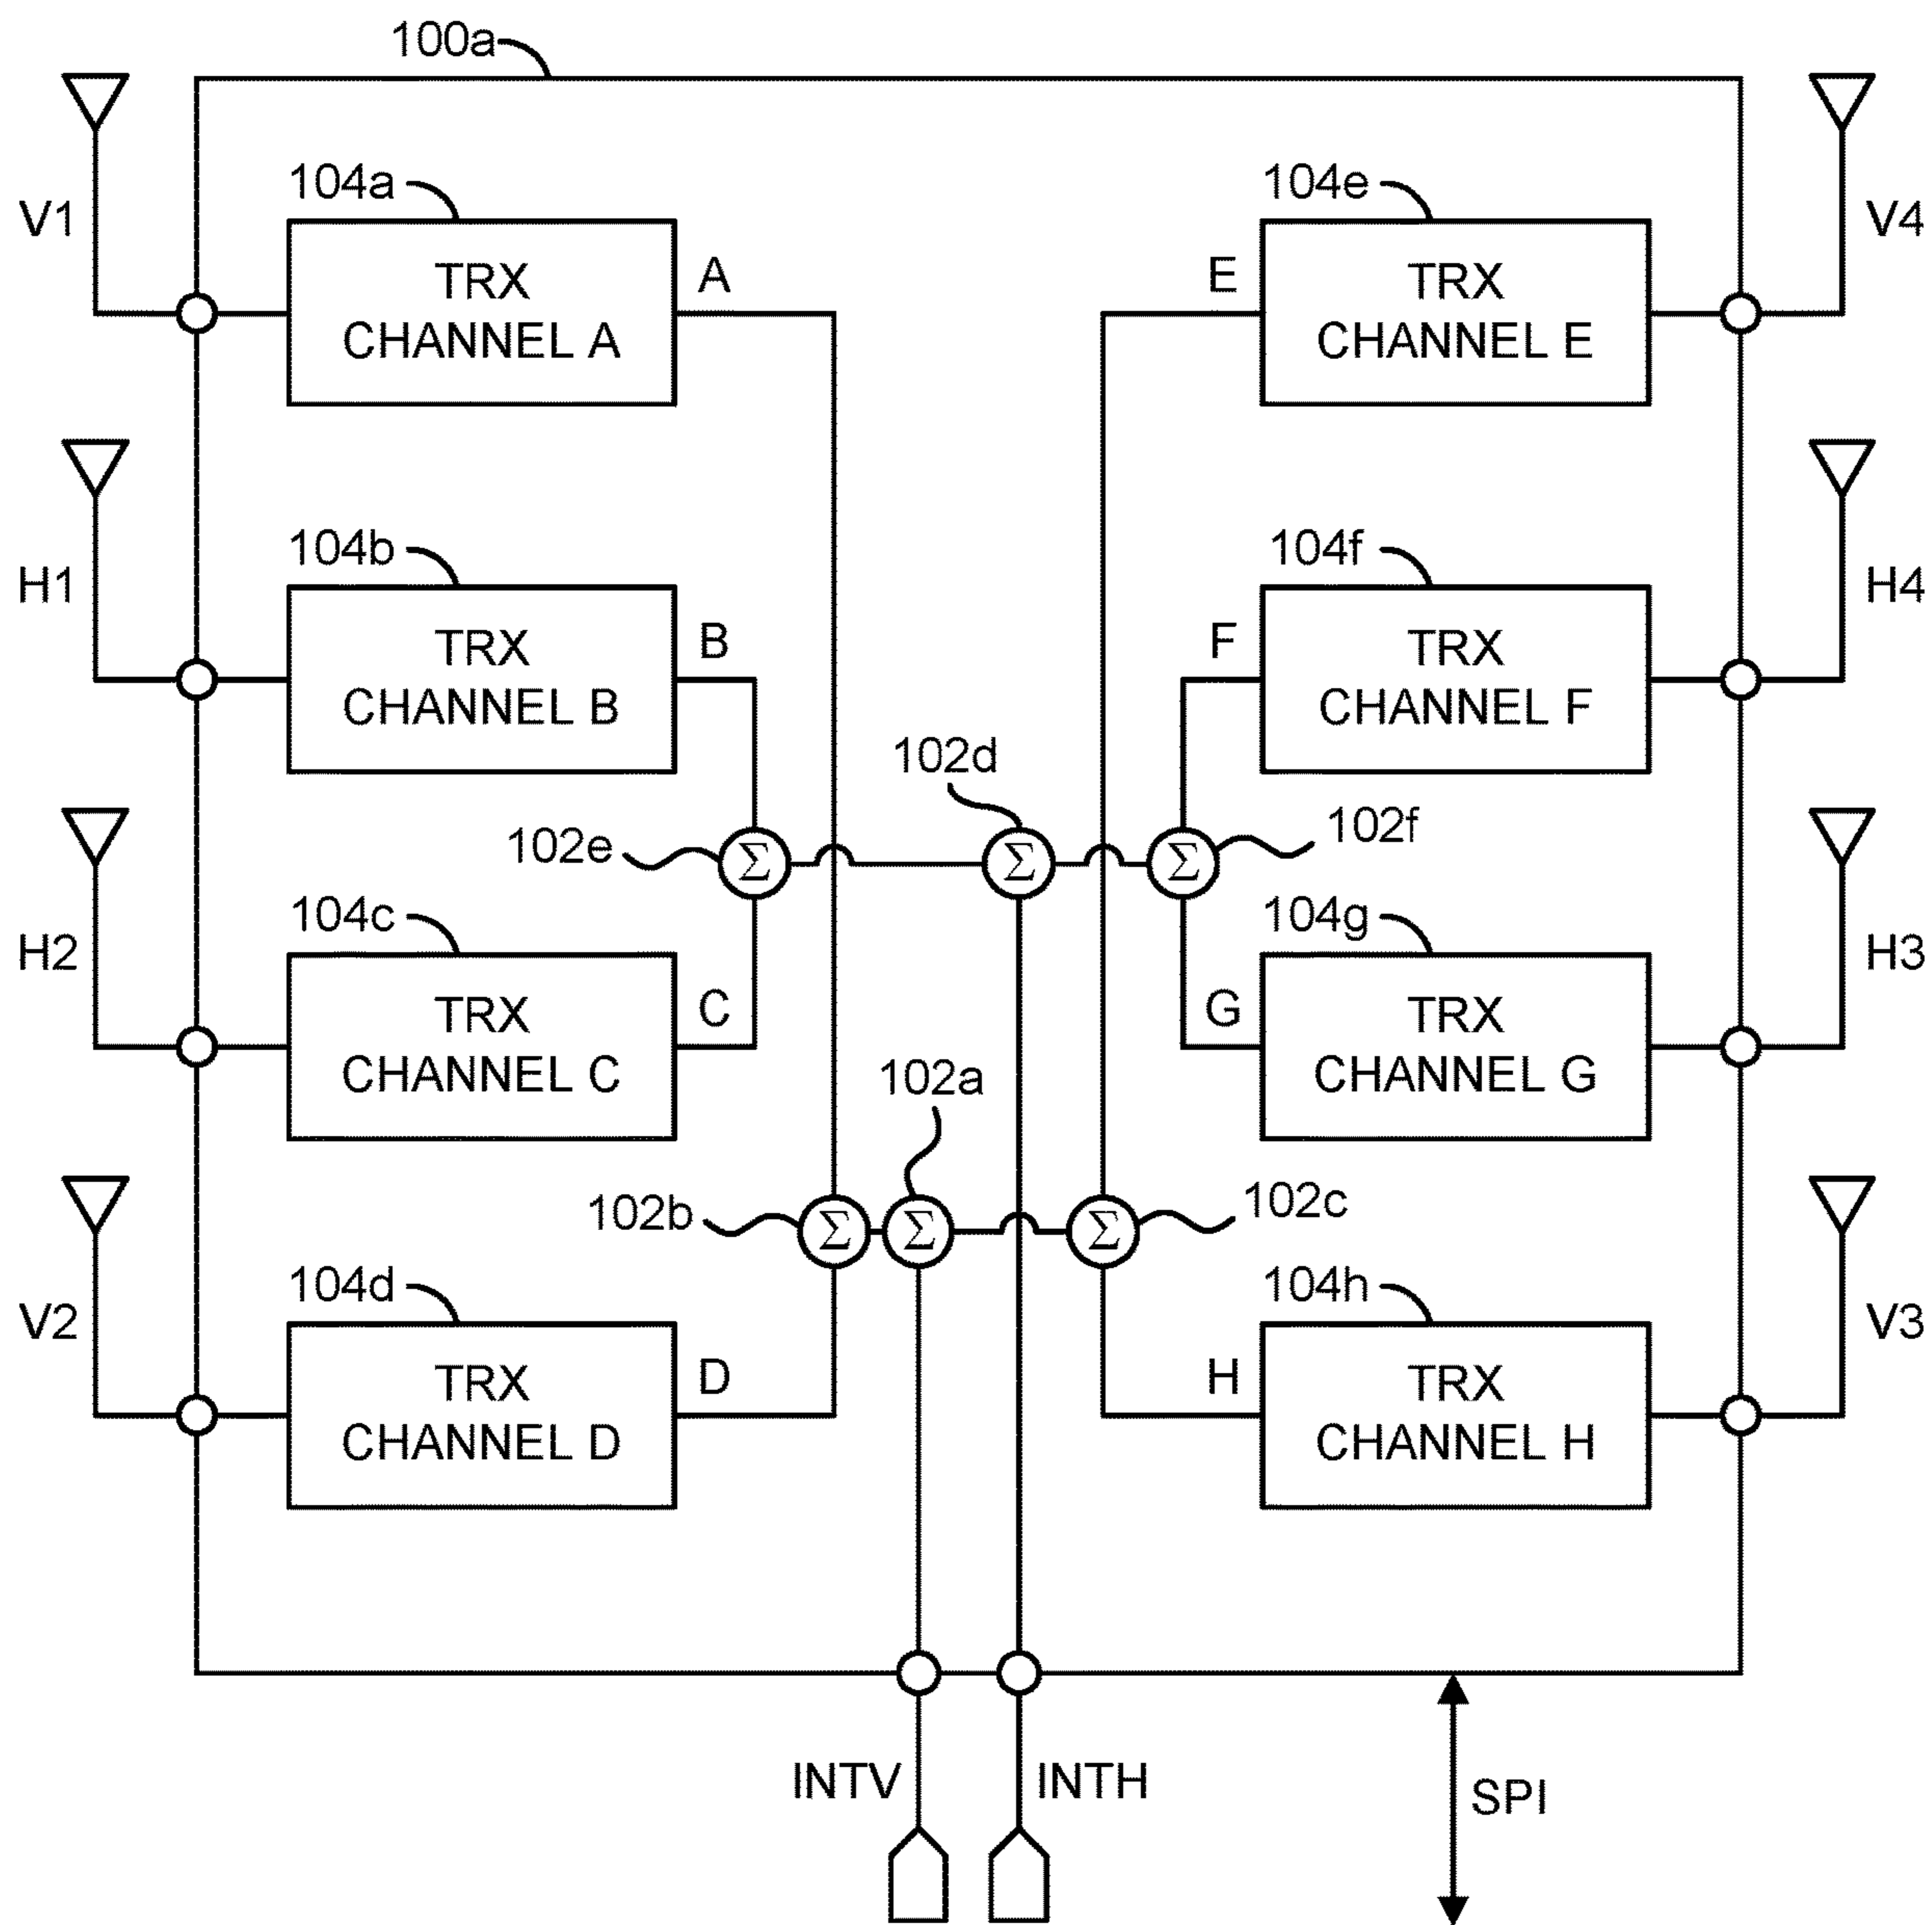 100a
V1
104a
TRX
CHANNEL A
A
E
104e
TRX
CHANNEL E
V4
H1
104b
TRX
CHANNEL B
B
F
104f
TRX
CHANNEL F
H4
102d
102e
Σ
Σ
Σ
102f
H2
104c
TRX
CHANNEL C
C
G
104g
TRX
CHANNEL G
H3
102a
102b
Σ
Σ
Σ
102c
V2
104d
TRX
CHANNEL D
D
H
104h
TRX
CHANNEL H
V3
INTV
INTH
SPI